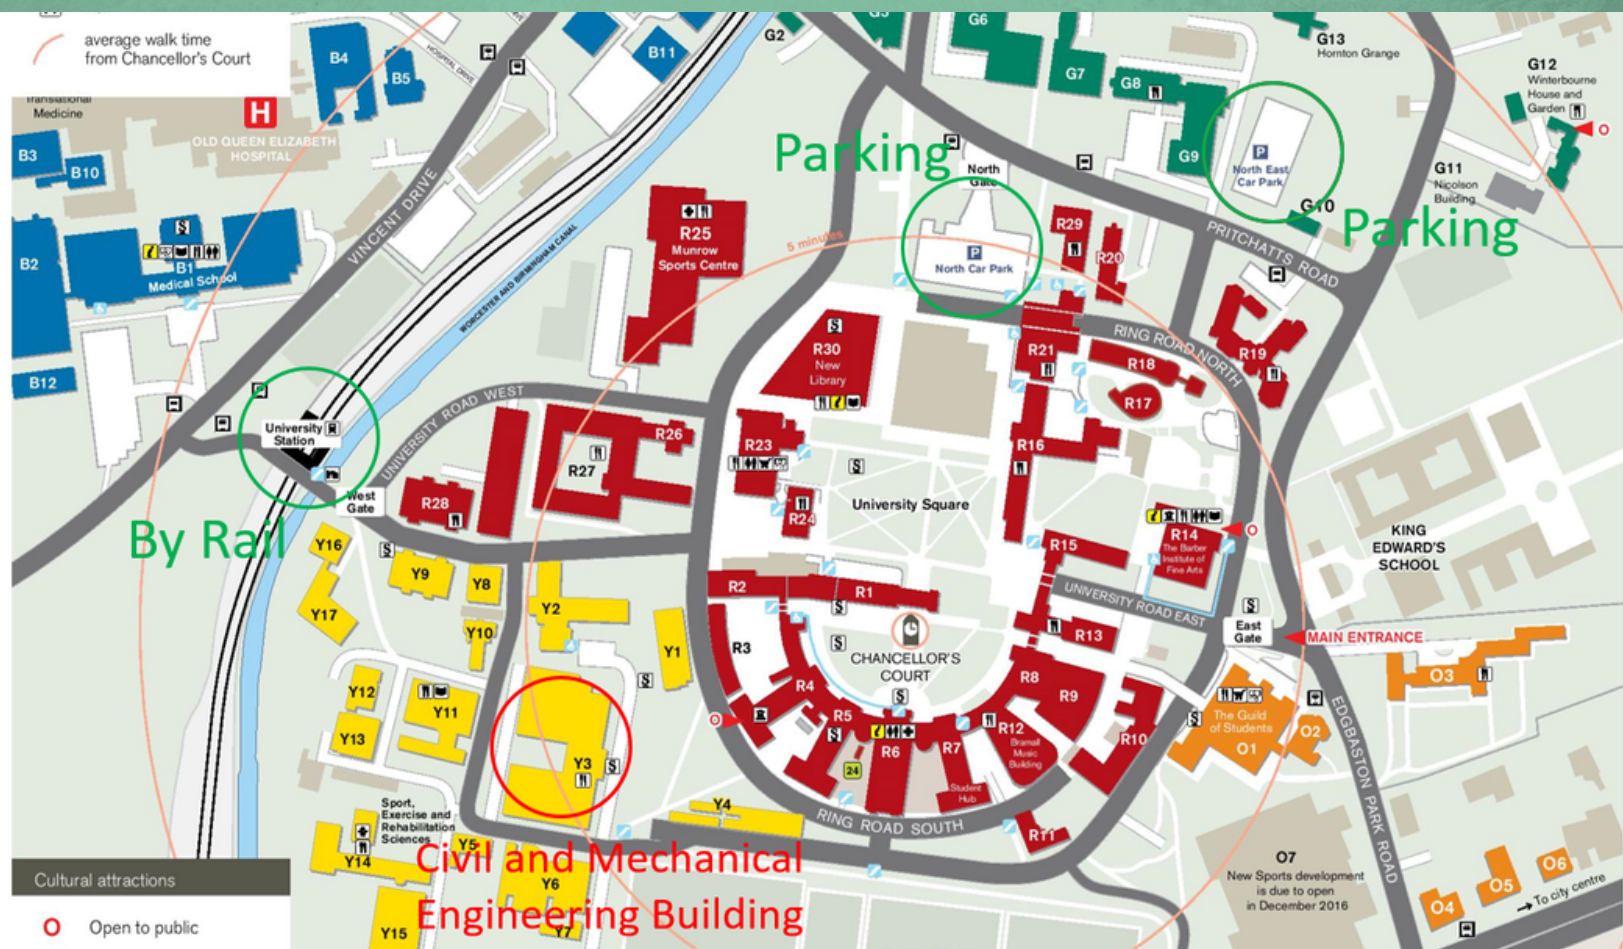 average walk time
from Chancellor's Court
Translational
Medicine
H
OLD QUEEN ELIZABETH
HOSPITAL
B4
B5
B11
B3
B10
B2
B1
Medical School
B12
HOSPITAL DRIVE
VINCENT DRIVE
WORCESTER AND BIRMINGHAM CANAL
G2
G5
G6
G7
G8
G9
G13
Hornton Grange
G12
Winterbourne
House and
Garden
O
G11
Nicolson
Building
G10
Parking
North
Gate
P
North Car Park
P
North East
Car Park
Parking
PRITCHATTS ROAD
R25
Munrow
Sports Centre
5 minutes
R29
R20
R30
New
Library
R21
RING ROAD NORTH
R18
R17
R19
R16
University
Station
By Rail
West
Gate
UNIVERSITY ROAD WEST
R26
R27
R28
R23
R24
University Square
R14
The Barber
Institute of
Fine Arts
O
R15
UNIVERSITY ROAD EAST
R13
KING
EDWARD'S
SCHOOL
East
Gate
MAIN ENTRANCE
R2
R1
R3
R4
R5
R6
R7
R8
R9
R10
R11
R12
Bramall
Music
Building
Student
Hub
CHANCELLOR'S
COURT
O
24
RING ROAD SOUTH
Y16
Y17
Y9
Y8
Y10
Y2
Y1
Y12
Y11
Y13
Y3
Y4
Sport,
Exercise and
Rehabilitation
Sciences
Y14
Y5
Y6
Y7
Y15
Civil and Mechanical
Engineering Building
The Guild
of Students
O1
O2
O3
EDGBASTON PARK ROAD
O7
New Sports development
is due to open
in December 2016
O4
O5
O6
To city centre
Cultural attractions
O Open to public